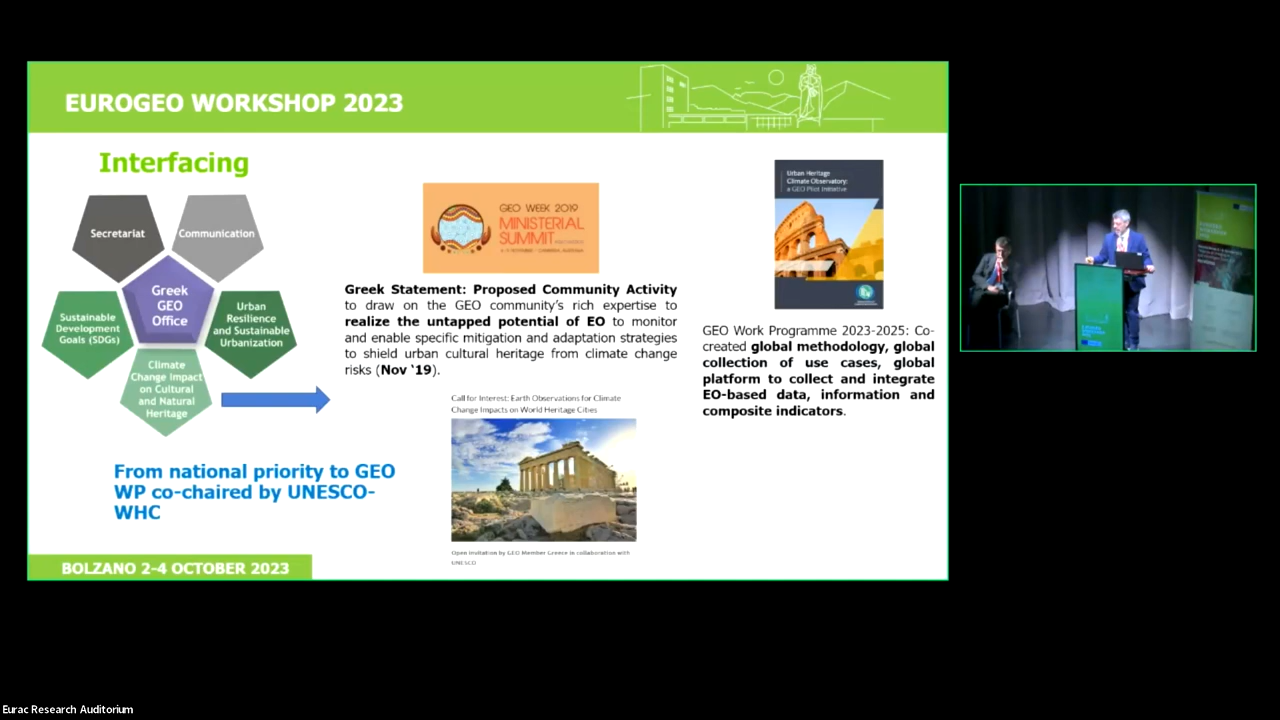 EUROGEO WORKSHOP 2023
Interfacing
Secretariat
Communication
Greek
GEO
Office
Sustainable
Development
Goals (SDGs)
Urban
Resilience
and Sustainable
Urbanization
Climate
Change Impact
on Cultural
and Natural
Heritage
From national priority to GEO
WP co-chaired by UNESCO-
WHC
GEO WEEK 2019
MINISTERIAL
SUMMIT
Greek Statement: Proposed Community Activity
to draw on the GEO community's rich expertise to
realize the untapped potential of EO to monitor
and enable specific mitigation and adaptation strategies
to shield urban cultural heritage from climate change
risks (Nov ‘19).
Call for Interest: Earth Observations for Climate
Change Impacts on World Heritage Cities
Open invitation by GEO Member Greece in collaboration with
UNESCO
Urban Heritage
Climate Observatory:
a GEO Pilot Initiative
GEO Work Programme 2023-2025: Co-
created global methodology, global
collection of use cases, global
platform to collect and integrate
EO-based data, information and
composite indicators.
BOLZANO 2-4 OCTOBER 2023
Eurac Research Auditorium